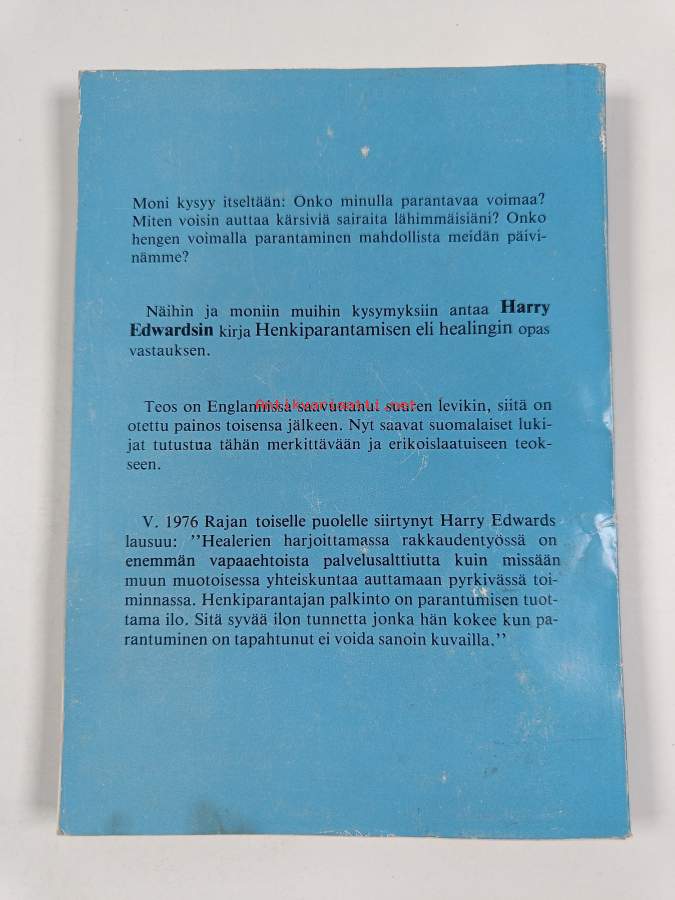 Moni kysyy itseltään: Onko minulla parantavaa voimaa?
Miten voisin auttaa kärsiviä sairaita lähimmäisiäni? Onko
hengen voimalla parantaminen mahdollista meidän päivi-
nämme?
Näihin ja moniin muihin kysymyksiin antaa Harry
Edwardsin kirja Henkiparantamisen eli healingin opas
vastauksen.
Teos on Englannissa saavuttanut suuren levikin, siitä on
Antikvariaatti.net
otettu painos toisensa jälkeen. Nyt saavat suomalaiset luki-
jat tutustua tähän merkittävään ja erikoislaatuiseen teok-
seen.
V. 1976 Rajan toiselle puolelle siirtynyt Harry Edwards
lausuu: ”Healerien harjoittamassa rakkaudentyössä on
enemmän vapaaehtoista palvelusalttiutta kuin missään
muun muotoisessa yhteiskuntaa auttamaan pyrkivässä toi-
minnassa. Henkiparantajan palkinto on parantumisen tuot-
tama ilo. Sitä syvää ilon tunnetta jonka hän kokee kun pa-
rantuminen on tapahtunut ei voida sanoin kuvailla.”